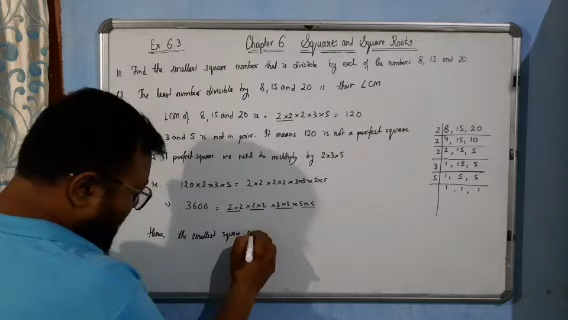 Ex 6.3 Chapter 6 Squares and Square Roots
10. Find the smallest square number that is divisible by each of the numbers 8, 15 and 20
The least number divisible by 8, 15 and 20 is their LCM
LCM of 8, 15 and 20 is = 2×2×2×3×5 = 120
3 and 5 is not in pair. It means 120 is not a perfect square
perfect square we need to multiply by 2×3×5
120×2×3×5 = 2×2×2×2×3×3×5×5
3600 = 2×2×2×2×3×3×5×5
Hence, the smallest square
2 8, 15, 20
2 4, 15, 10
2 2, 15, 5
3 1, 15, 5
5 1, 5, 5
1, 1, 1